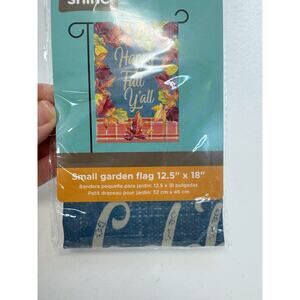 Happy
Fall
Y'all
Small garden flag 12.5" x 18"
Bandera pequeña para jardín: 12.5 x 18 pulgadas
Petit drapeau pour jardin: 32 cm x 46 cm